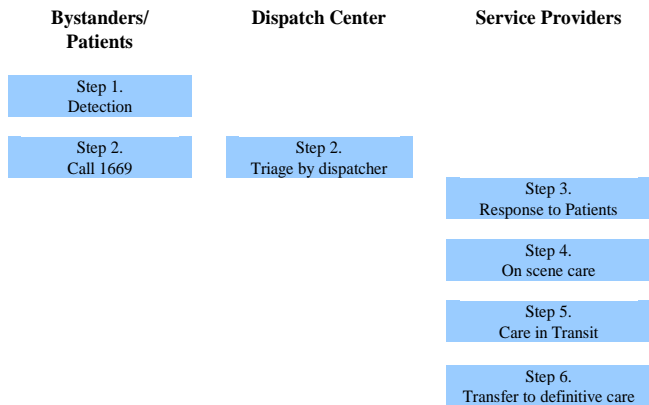 Bystanders/
Patients
Dispatch Center
Service Providers
Step 1.
Detection
Step 2.
Call 1669
Step 2.
Triage by dispatcher
Step 3.
Response to Patients
Step 4.
On scene care
Step 5.
Care in Transit
Step 6.
Transfer to definitive care